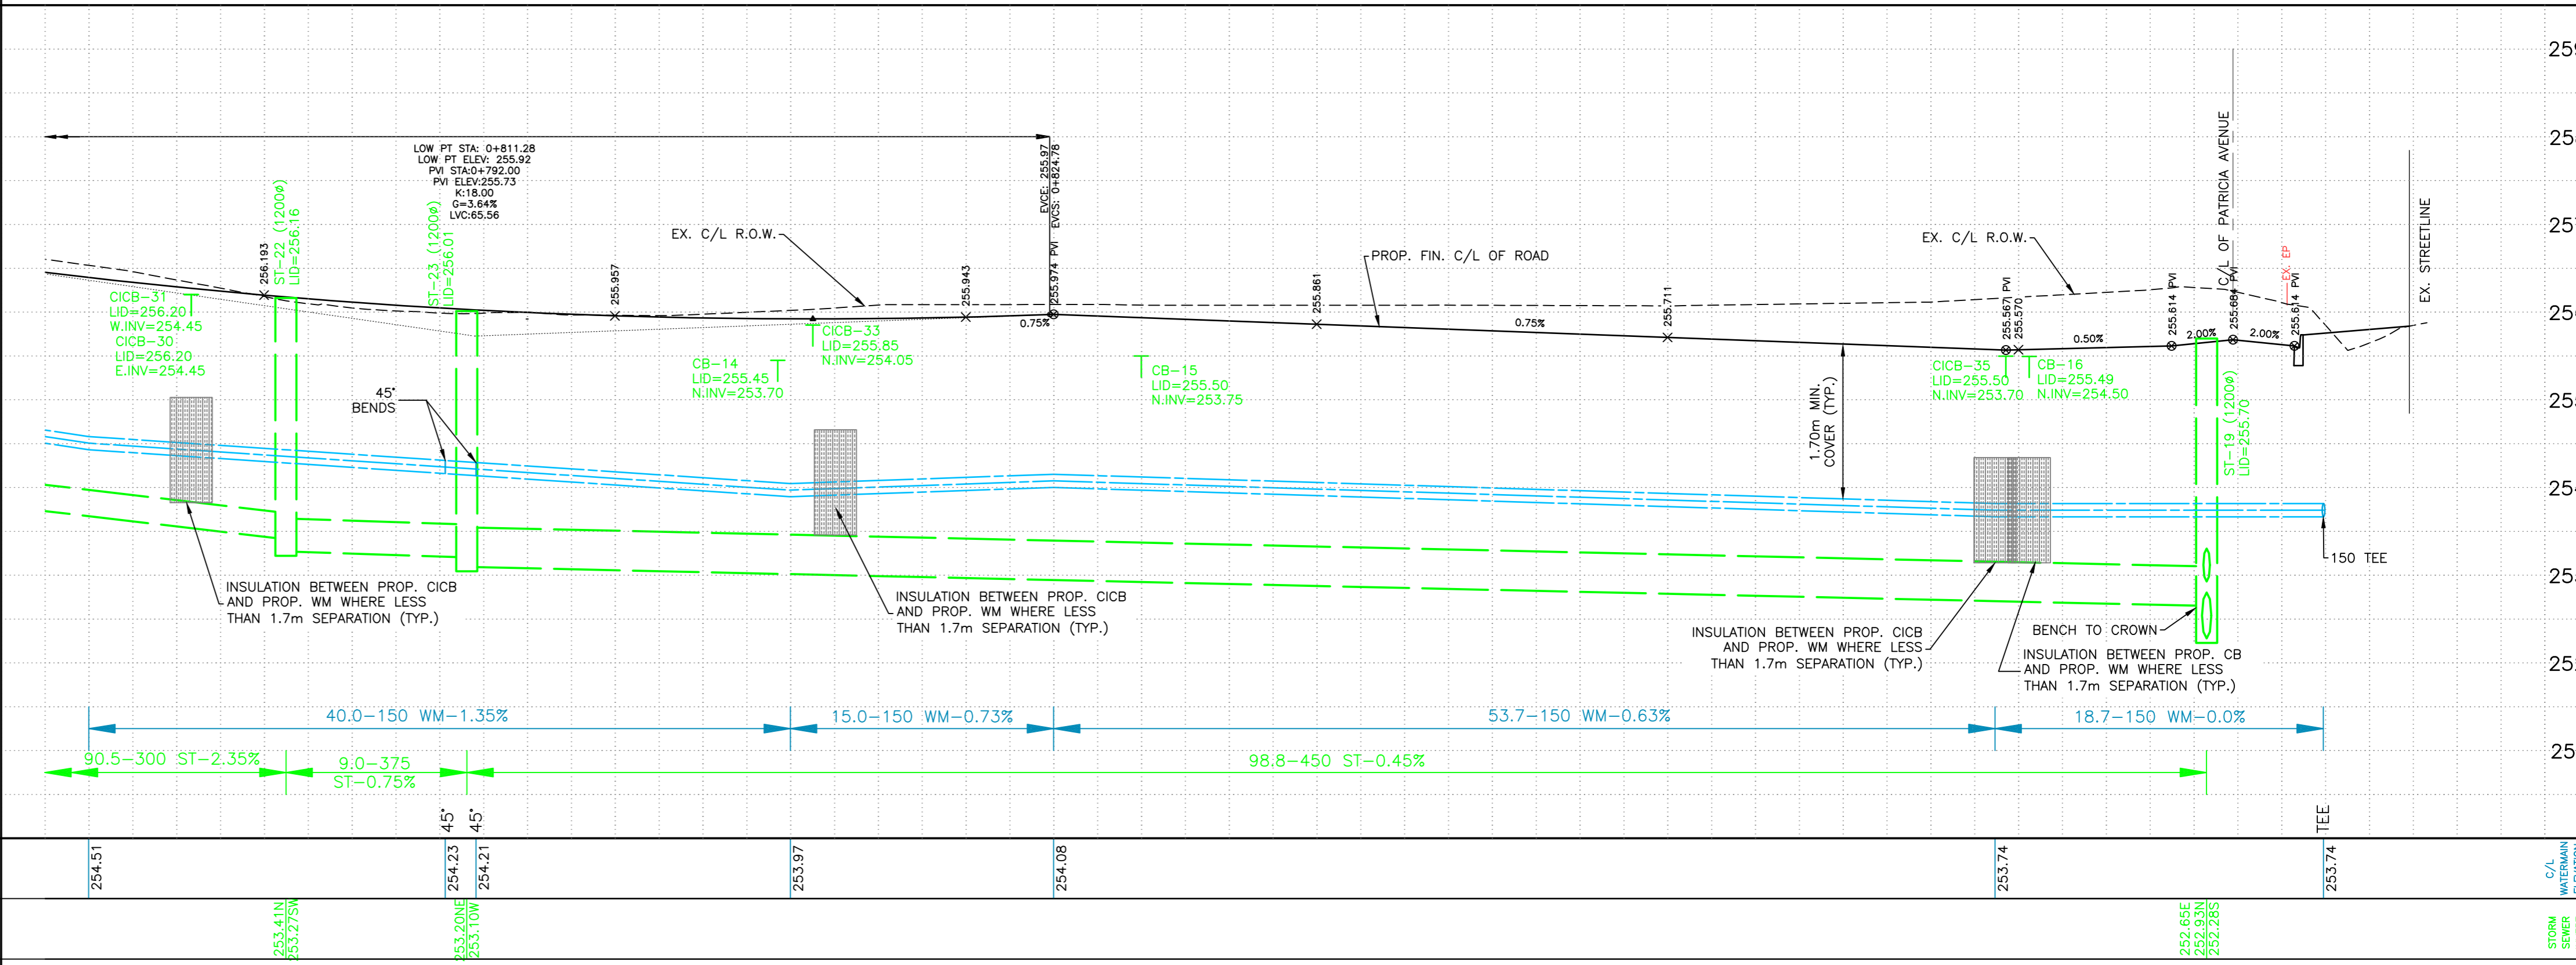 LOW PT STA: 0+811.28
LOW PT ELEV: 255.92
PVI STA:0+792.00
PVI ELEV:255.73
K:18.00
G=3.64%
LVC:65.56
EVCE: 255.97
EVCS: 0+824.78
C/L OF PATRICIA AVENUE
EX. STREETLINE
EX. EP
EX. C/L R.O.W.
PROP. FIN. C/L OF ROAD
EX. C/L R.O.W.
256.193
ST-22 (1200ø)
LID=256.16
ST-23 (1200ø)
LID=256.01
255.957
255.943
255.974 PVI
255.861
255.711
255.567 PVI
255.570
255.614 PVI
255.684 PVI
255.614 PVI
0.75%
0.75%
0.50%
2.00%
2.00%
CICB-31
LID=256.20
W.INV=254.45
CICB-30
LID=256.20
E.INV=254.45
45°
BENDS
CB-14
LID=255.45
N.INV=253.70
CICB-33
LID=255.85
N.INV=254.05
CB-15
LID=255.50
N.INV=253.75
1.70m MIN.
COVER (TYP.)
CICB-35
LID=255.50
N.INV=253.70
CB-16
LID=255.49
N.INV=254.50
ST-19 (1200ø)
LID=255.70
150 TEE
INSULATION BETWEEN PROP. CICB
AND PROP. WM WHERE LESS
THAN 1.7m SEPARATION (TYP.)
INSULATION BETWEEN PROP. CICB
AND PROP. WM WHERE LESS
THAN 1.7m SEPARATION (TYP.)
INSULATION BETWEEN PROP. CICB
AND PROP. WM WHERE LESS
THAN 1.7m SEPARATION (TYP.)
BENCH TO CROWN
INSULATION BETWEEN PROP. CB
AND PROP. WM WHERE LESS
THAN 1.7m SEPARATION (TYP.)
40.0-150 WM-1.35%
15.0-150 WM-0.73%
53.7-150 WM-0.63%
18.7-150 WM-0.0%
90.5-300 ST-2.35%
9.0-375
ST-0.75%
98.8-450 ST-0.45%
45°
45°
TEE
254.51
254.23
254.21
253.97
254.08
253.74
253.74
C/L
WATERMAIN
253.41N
253.27SW
253.20NE
253.10W
252.65E
252.93N
252.28S
STORM
SEWER